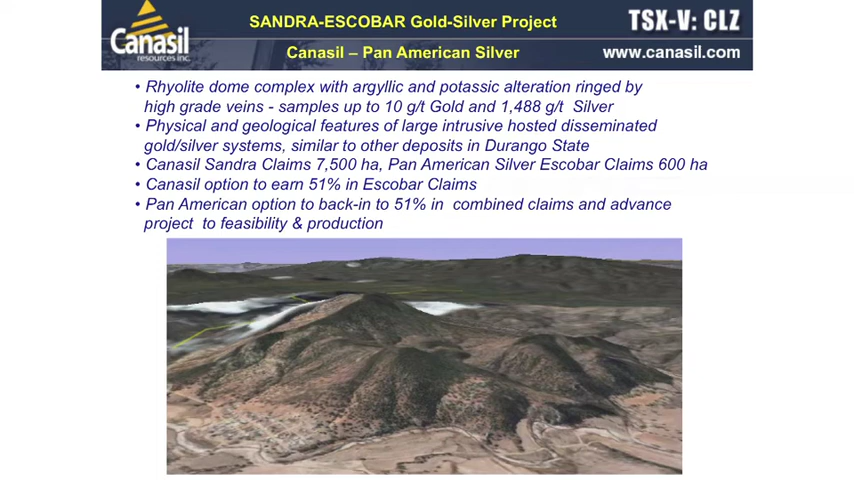 SANDRA-ESCOBAR Gold-Silver Project
TSX-V: CLZ
Canasil
resources inc.
Canasil – Pan American Silver
www.canasil.com
• Rhyolite dome complex with argyllic and potassic alteration ringed by
high grade veins - samples up to 10 g/t Gold and 1,488 g/t Silver
• Physical and geological features of large intrusive hosted disseminated
gold/silver systems, similar to other deposits in Durango State
• Canasil Sandra Claims 7,500 ha, Pan American Silver Escobar Claims 600 ha
• Canasil option to earn 51% in Escobar Claims
• Pan American option to back-in to 51% in combined claims and advance
project to feasibility & production